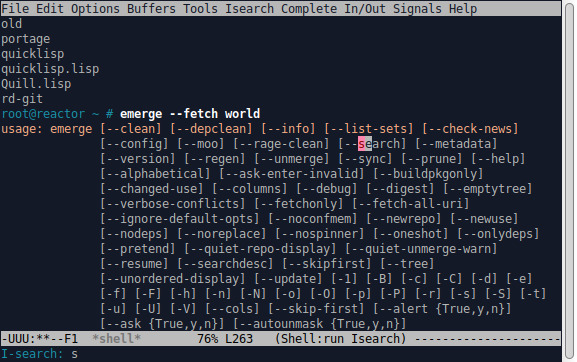 File Edit Options Buffers Tools Isearch Complete In/Out Signals Help
old
portage
quicklisp
quicklisp.lisp
Quill.lisp
rd-git
root@reactor ~ # emerge --fetch world
usage: emerge [--clean] [--depclean] [--info] [--list-sets] [--check-news]
[--config] [--moo] [--rage-clean] [--search] [--metadata]
[--version] [--regen] [--unmerge] [--sync] [--prune] [--help]
[--alphabetical] [--ask-enter-invalid] [--buildpkgonly]
[--changed-use] [--columns] [--debug] [--digest] [--emptytree]
[--verbose-conflicts] [--fetchonly] [--fetch-all-uri]
[--ignore-default-opts] [--noconfmem] [--newrepo] [--newuse]
[--nodeps] [--noreplace] [--nospinner] [--oneshot] [--onlydeps]
[--pretend] [--quiet-repo-display] [--quiet-unmerge-warn]
[--resume] [--searchdesc] [--skipfirst] [--tree]
[--unordered-display] [--update] [-1] [-B] [-c] [-C] [-d] [-e]
[-f] [-F] [-h] [-n] [-N] [-o] [-O] [-p] [-P] [-r] [-s] [-S] [-t]
[-u] [-U] [-V] [--cols] [--skip-first] [--alert {True,y,n}]
[--ask {True,y,n}] [--autounmask {True,y,n}]
-UUU:**--F1  *shell*        76% L263   (Shell:run Isearch) ----------------------
I-search: s